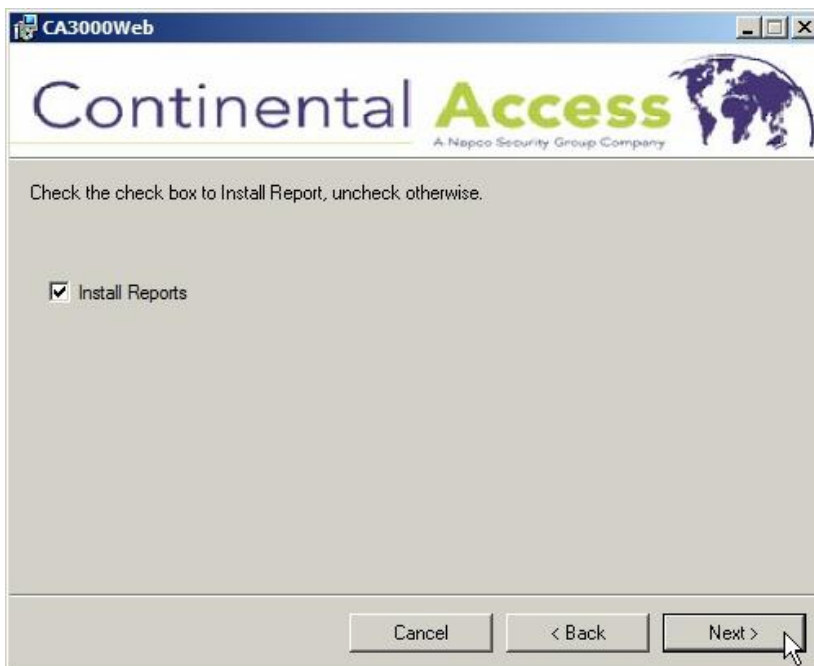 CA3000Web
Continental Access
A Napco Security Group Company
Check the check box to Install Report, uncheck otherwise.
Install Reports
Cancel
< Back
Next >